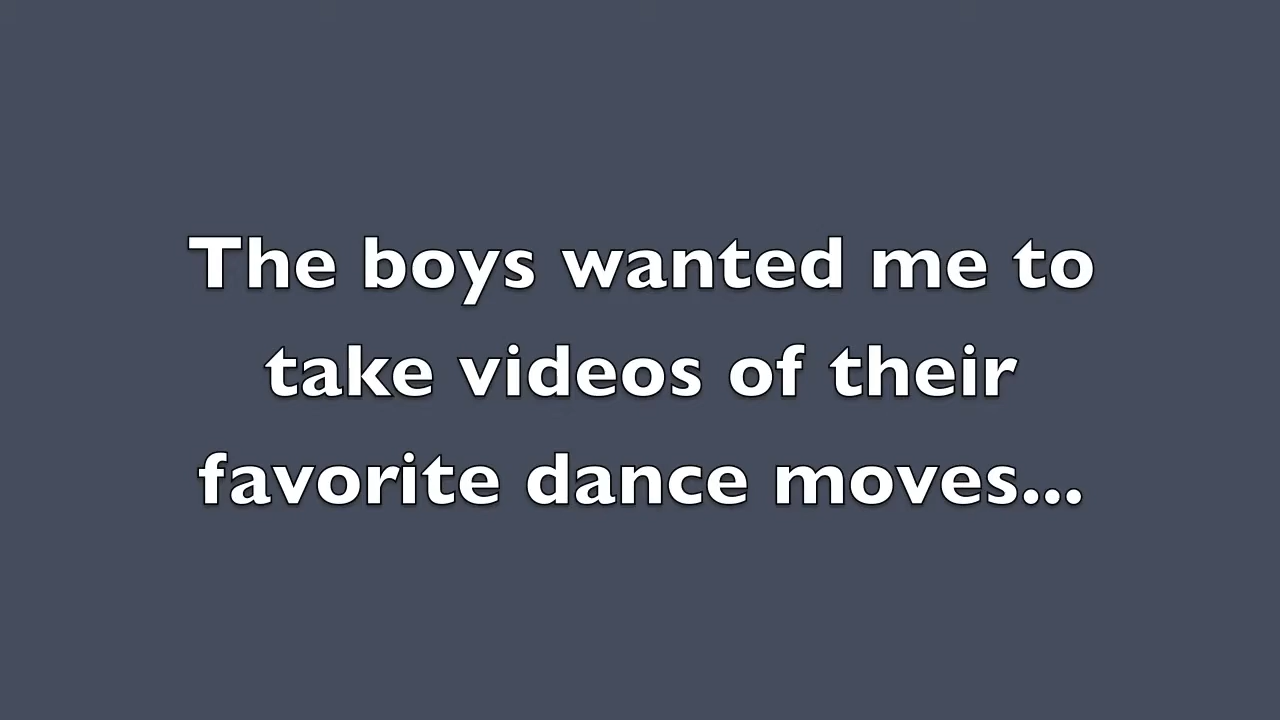 The boys wanted me to
take videos of their
favorite dance moves...